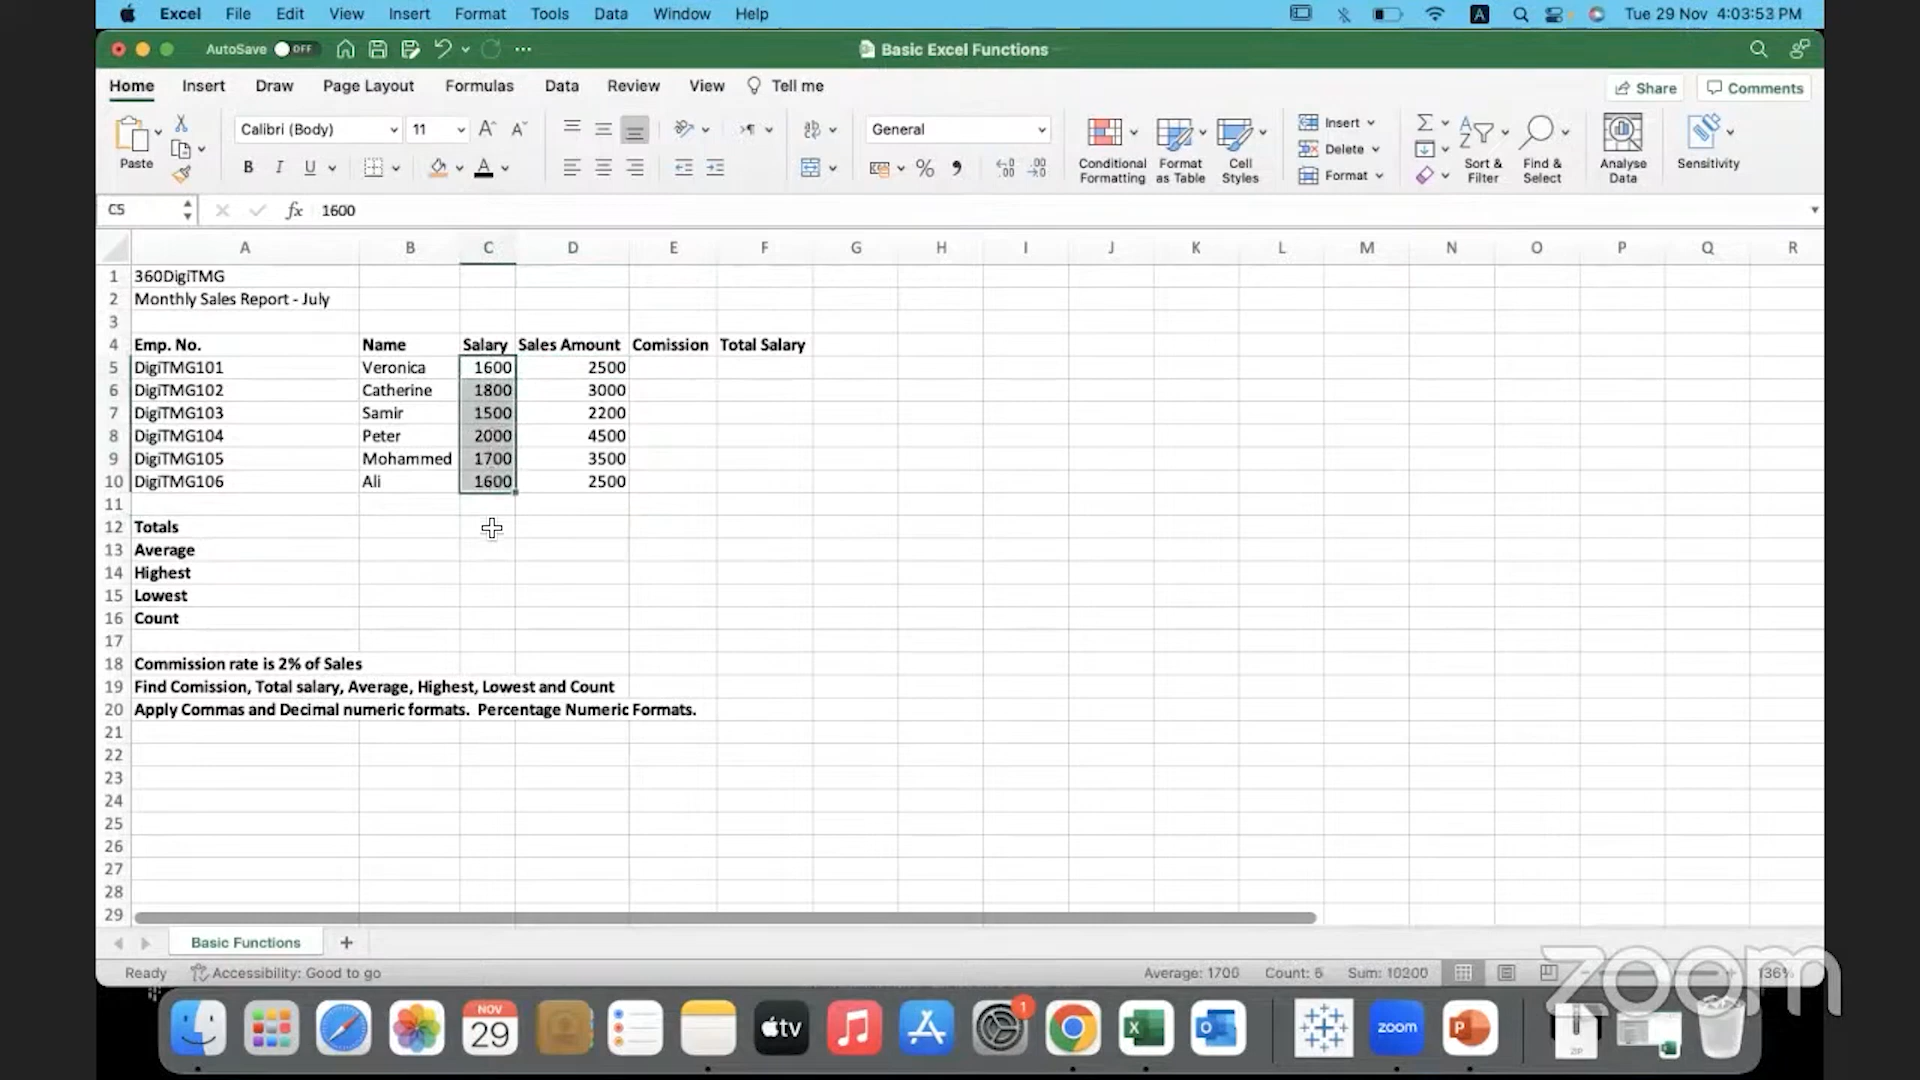 Excel File Edit View Insert Format Tools Data Window Help A Tue 29 Nov 4:03:53 PM
AutoSave OFF Basic Excel Functions
Home Insert Draw Page Layout Formulas Data Review View Tell me Share Comments
Paste Calibri (Body) 11 General Conditional Formatting Format as Table Cell Styles Insert Delete Format Sort & Filter Find & Select Analyse Data Sensitivity
B I U A % 
C5 fx 1600
A B C D E F G H I J K L M N O P Q R
1 360DigiTMG
2 Monthly Sales Report - July
3
4 Emp. No. Name Salary Sales Amount Comission Total Salary
5 DigiTMG101 Veronica 1600 2500
6 DigiTMG102 Catherine 1800 3000
7 DigiTMG103 Samir 1500 2200
8 DigiTMG104 Peter 2000 4500
9 DigiTMG105 Mohammed 1700 3500
10 DigiTMG106 Ali 1600 2500
11
12 Totals
13 Average
14 Highest
15 Lowest
16 Count
17
18 Commission rate is 2% of Sales
19 Find Comission, Total salary, Average, Highest, Lowest and Count
20 Apply Commas and Decimal numeric formats. Percentage Numeric Formats.
21
22
23
24
25
26
27
28
29
Basic Functions +
Ready Accessibility: Good to go Average: 1700 Count: 6 Sum: 10200 136%
zoom
NOV 29 tv 1 X O zoom P ZIP